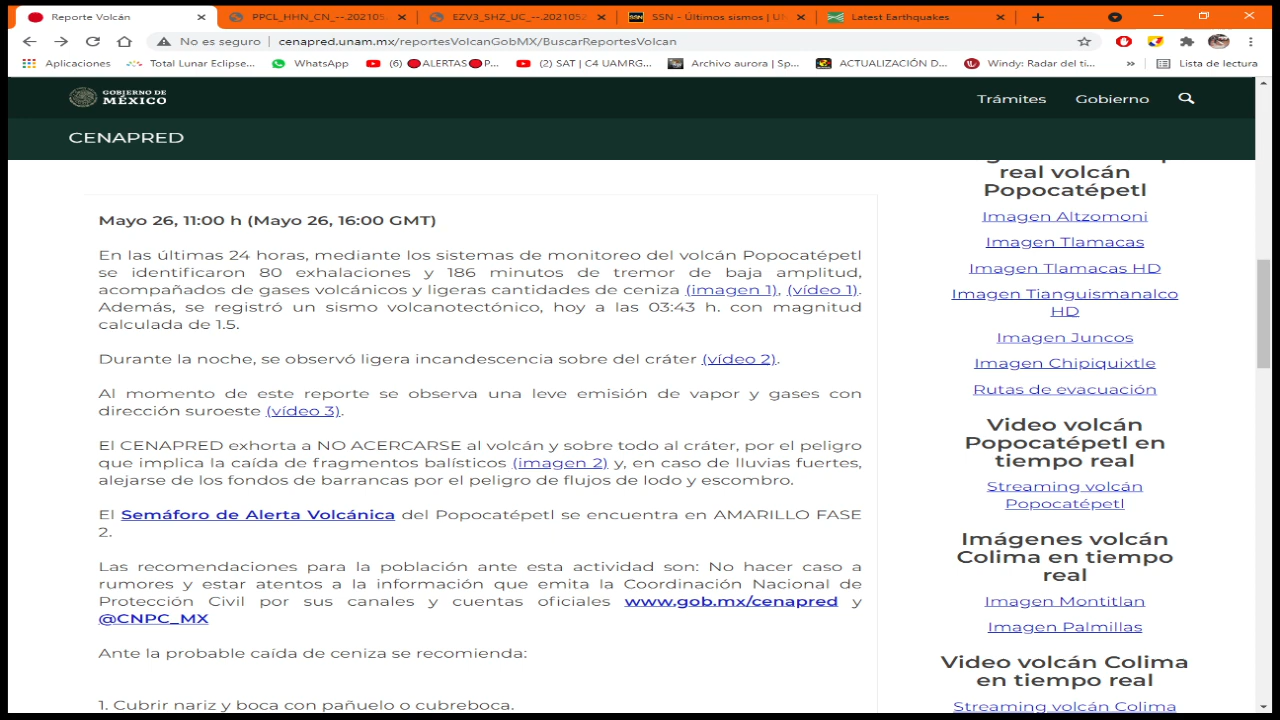 Reporte Volcán
PPCL_HHN_CN_--.202105
EZV3_SHZ_UC_--.2021052
SSN - Últimos sismos | UN
Latest Earthquakes
No es seguro | cenapred.unam.mx/reportesVolcanGobMX/BuscarReportesVolcan
Aplicaciones
Total Lunar Eclipse...
WhatsApp
(6) 🔴ALERTAS🔴P...
(2) SAT | C4 UAMRG...
Archivo aurora | Sp...
ACTUALIZACIÓN D...
Windy: Radar del ti...
»
Lista de lectura
GOBIERNO DE
MÉXICO
Trámites
Gobierno
CENAPRED
Mayo 26, 11:00 h (Mayo 26, 16:00 GMT)
En las últimas 24 horas, mediante los sistemas de monitoreo del volcán Popocatépetl
se identificaron 80 exhalaciones y 186 minutos de tremor de baja amplitud,
acompañados de gases volcánicos y ligeras cantidades de ceniza (imagen 1), (vídeo 1).
Además, se registró un sismo volcanotectónico, hoy a las 03:43 h. con magnitud
calculada de 1.5.
Durante la noche, se observó ligera incandescencia sobre del cráter (vídeo 2).
Al momento de este reporte se observa una leve emisión de vapor y gases con
dirección suroeste (vídeo 3).
El CENAPRED exhorta a NO ACERCARSE al volcán y sobre todo al cráter, por el peligro
que implica la caída de fragmentos balísticos (imagen 2) y, en caso de lluvias fuertes,
alejarse de los fondos de barrancas por el peligro de flujos de lodo y escombro.
El Semáforo de Alerta Volcánica del Popocatépetl se encuentra en AMARILLO FASE
2.
Las recomendaciones para la población ante esta actividad son: No hacer caso a
rumores y estar atentos a la información que emita la Coordinación Nacional de
Protección Civil por sus canales y cuentas oficiales www.gob.mx/cenapred y
@CNPC_MX
Ante la probable caída de ceniza se recomienda:
1. Cubrir nariz y boca con pañuelo o cubreboca.
real volcán
Popocatépetl
Imagen Altzomoni
Imagen Tlamacas
Imagen Tlamacas HD
Imagen Tianguismanalco
HD
Imagen Juncos
Imagen Chipiquixtle
Rutas de evacuación
Video volcán
Popocatépetl en
tiempo real
Streaming volcán
Popocatépetl
Imágenes volcán
Colima en tiempo
real
Imagen Montitlan
Imagen Palmillas
Video volcán Colima
en tiempo real
Streaming volcán Colima